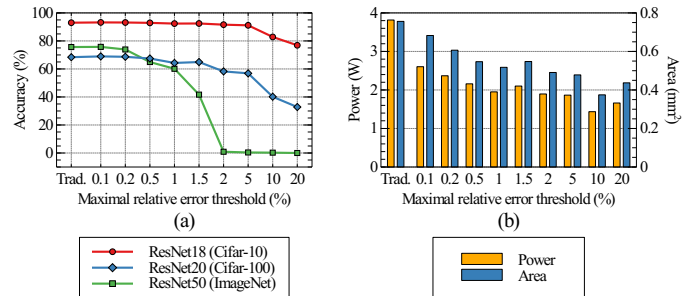 100
80
60
40
20
0
Accuracy (%)
Trad. 0.1 0.2 0.5 1 1.5 2 5 10 20
Maximal relative error threshold (%)
(a)
ResNet18 (Cifar-10)
ResNet20 (Cifar-100)
ResNet50 (ImageNet)
4
3
2
1
0
Power (W)
0.8
0.6
0.4
0.2
0
Area (mm²)
Trad. 0.1 0.2 0.5 1 1.5 2 5 10 20
Maximal relative error threshold (%)
(b)
Power
Area